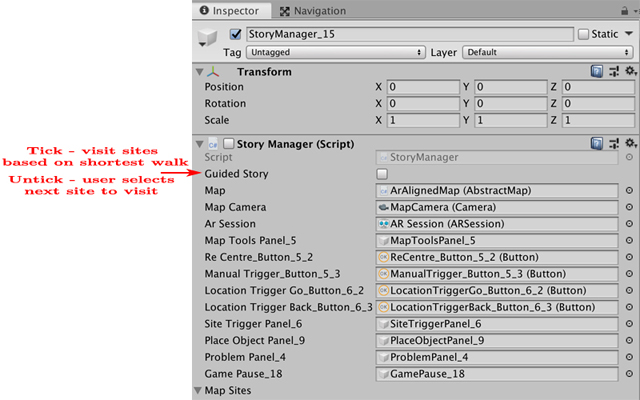 Inspector
Navigation
StoryManager_15
Static
Tag Untagged Layer Default
Transform
Position X 0 Y 0 Z 0
Rotation X 0 Y 0 Z 0
Scale X 1 Y 1 Z 1
Story Manager (Script)
Script StoryManager
Tick - visit sites
based on shortest walk
Untick - user selects
next site to visit
Guided Story
Map ArAlignedMap (AbstractMap)
Map Camera MapCamera (Camera)
Ar Session AR Session (ARSession)
Map Tools Panel_5 MapToolsPanel_5
Re Centre_Button_5_2 ReCentre_Button_5_2 (Button)
Manual Trigger_Button_5_3 ManualTrigger_Button_5_3 (Button)
Location Trigger Go_Button_6_2 LocationTriggerGo_Button_6_2 (Button)
Location Trigger Back_Button_6_3 LocationTriggerBack_Button_6_3 (Button)
Site Trigger Panel_6 SiteTriggerPanel_6
Place Object Panel_9 PlaceObjectPanel_9
Problem Panel_4 ProblemPanel_4
Game Pause_18 GamePause_18
Map Sites